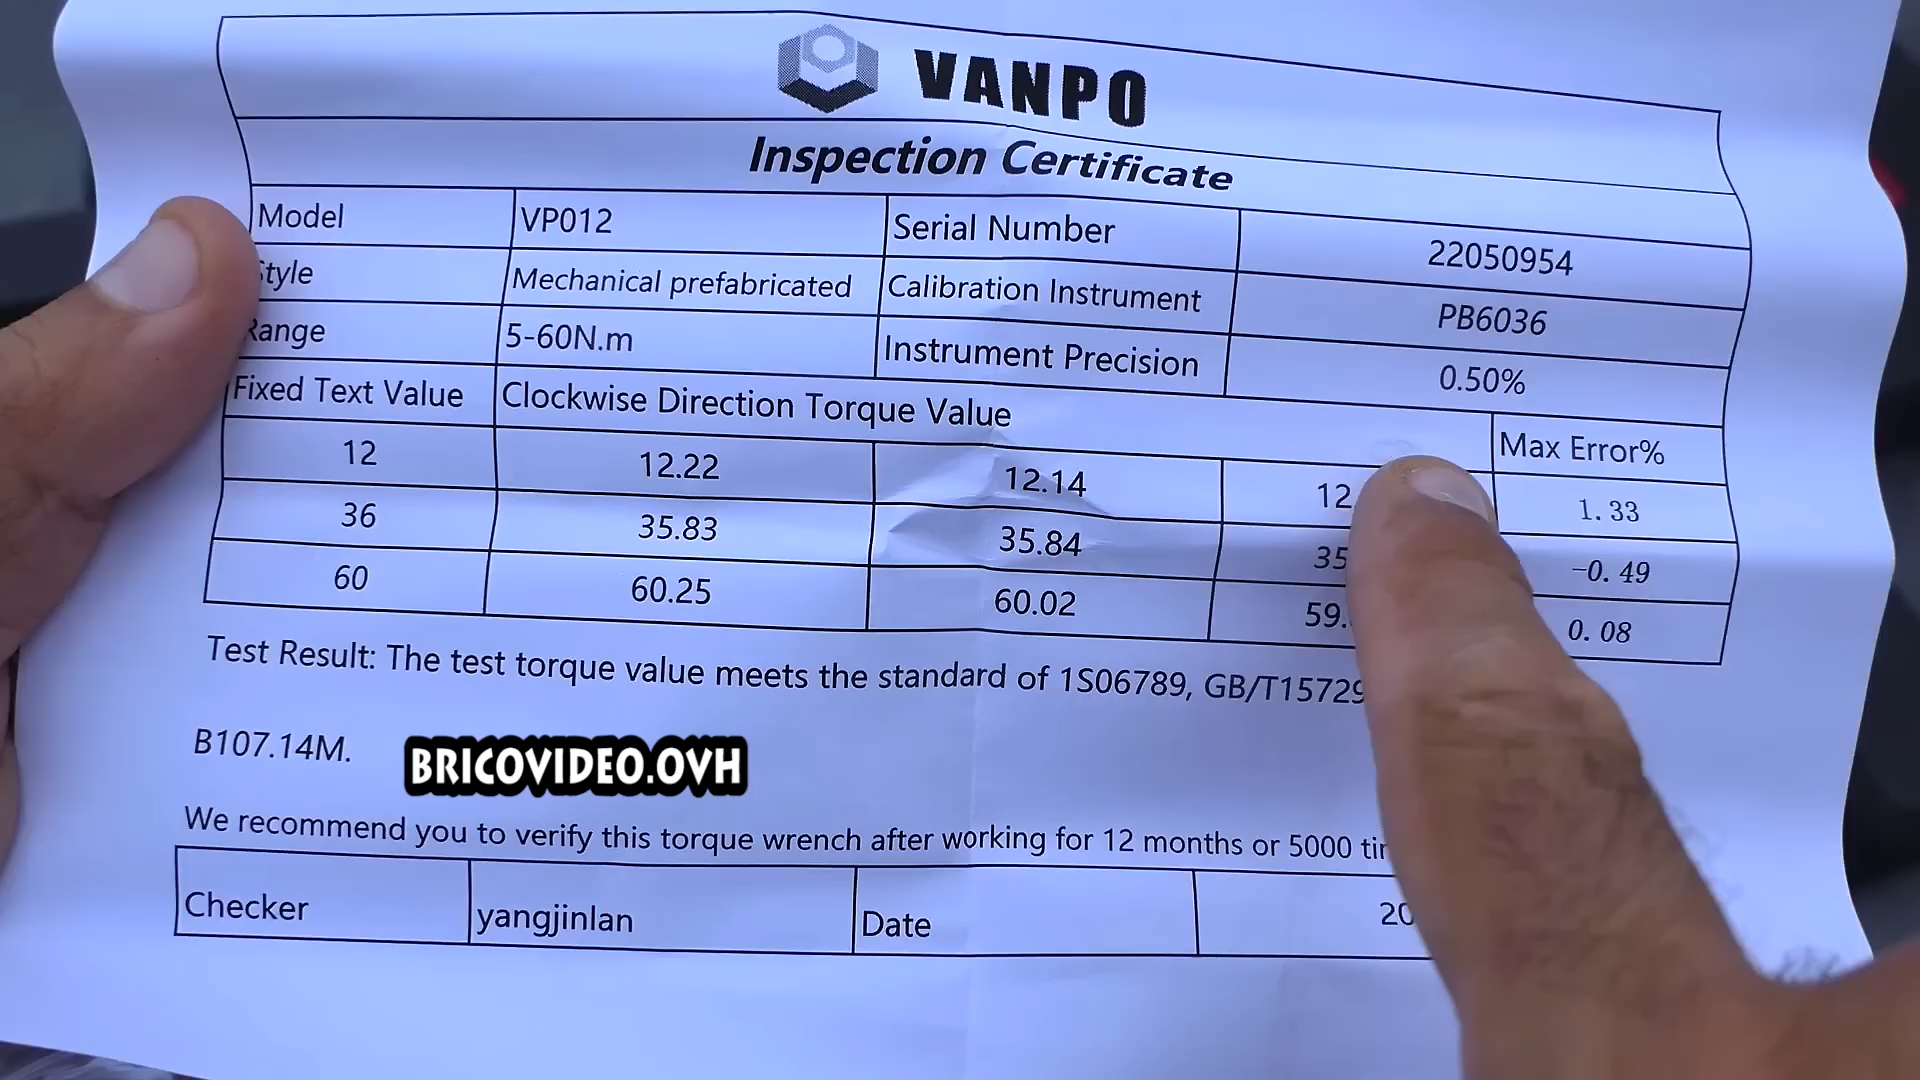 VANPO
Inspection Certificate
Model VP012 Serial Number 22050954
Style Mechanical prefabricated Calibration Instrument PB6036
Range 5-60N.m Instrument Precision 0.50%
Fixed Text Value Clockwise Direction Torque Value Max Error%
12 12.22 12.14 12. 1.33
36 35.83 35.84 35 -0.49
60 60.25 60.02 59. 0.08
Test Result: The test torque value meets the standard of 1S06789, GB/T15729
B107.14M.
BRICOVIDEO.OVH
We recommend you to verify this torque wrench after working for 12 months or 5000
Checker yangjinlan Date 20